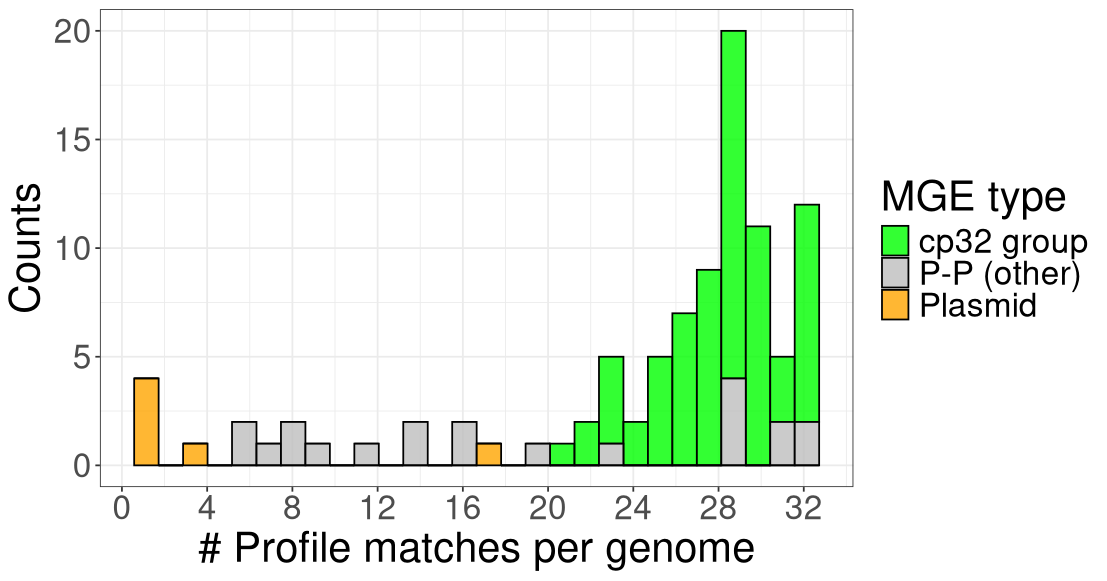 20
15
10
5
0
Counts
0 4 8 12 16 20 24 28 32
# Profile matches per genome
MGE type
cp32 group
P-P (other)
Plasmid